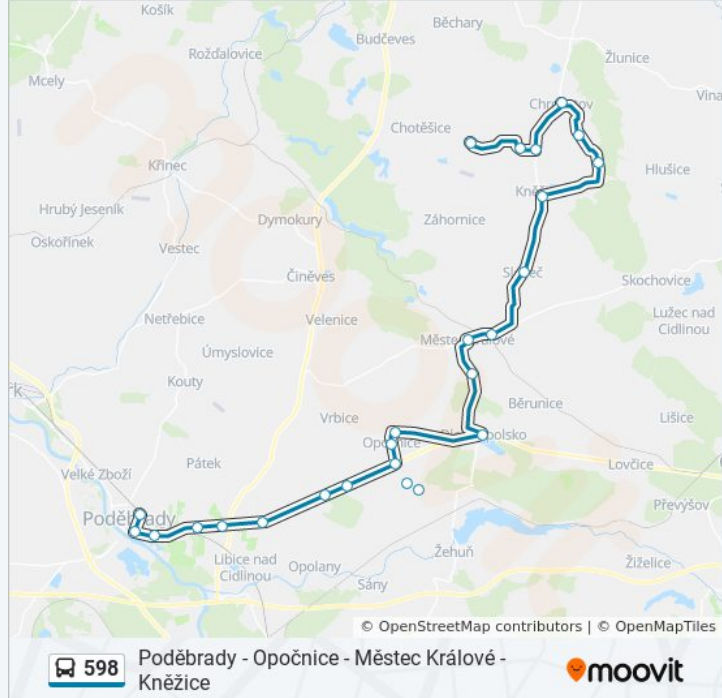 Košík
Běchary
Budčeves
Rožďalovice
Žlunice
Mcely
Chotěšice
Křinec
Hlušice
Hrubý Jeseník
Dymokury
Záhornice
Oskořínek
Vestec
Činěves
Skochovice
Netřebice
Velenice
Lužec nad
Cidlinou
Úmyslovice
Kouty
Běrunice
Vrbice
Lišice
Pátek
Lovčice
Velké Zboží
Převýšov
Poděbrady
Libice nad
Cidlinou
Opolany
Žehuň
Sány
Žiželice
© OpenStreetMap contributors | © OpenMapTiles
598
Poděbrady - Opočnice - Městec Králové -
Kněžice
moovit